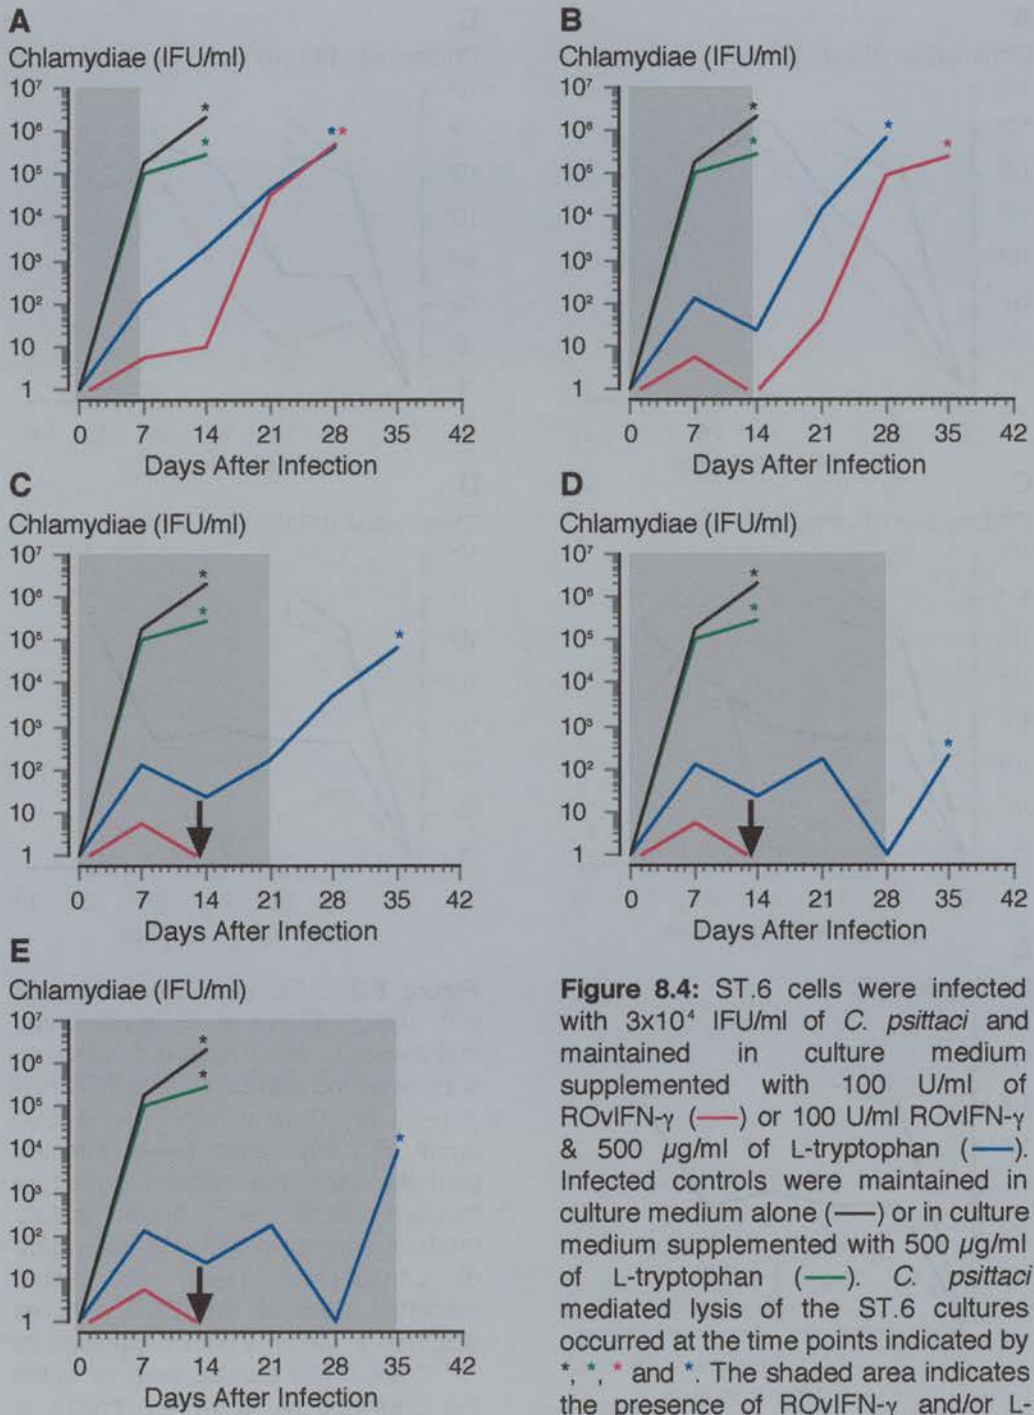 A
Chlamydiae (IFU/ml)
10⁷
10⁶
10⁵
10⁴
10³
10²
10
1
* * * *
0 7 14 21 28 35 42
Days After Infection
B
Chlamydiae (IFU/ml)
10⁷
10⁶
10⁵
10⁴
10³
10²
10
1
* * * *
0 7 14 21 28 35 42
Days After Infection
C
Chlamydiae (IFU/ml)
10⁷
10⁶
10⁵
10⁴
10³
10²
10
1
* * *
0 7 14 21 28 35 42
Days After Infection
D
Chlamydiae (IFU/ml)
10⁷
10⁶
10⁵
10⁴
10³
10²
10
1
* * *
0 7 14 21 28 35 42
Days After Infection
E
Chlamydiae (IFU/ml)
10⁷
10⁶
10⁵
10⁴
10³
10²
10
1
* * *
0 7 14 21 28 35 42
Days After Infection
Figure 8.4: ST.6 cells were infected
with 3x10⁴ IFU/ml of C. psittaci and
maintained in culture medium
supplemented with 100 U/ml of
ROvIFN-γ (—) or 100 U/ml ROvIFN-γ
& 500 µg/ml of L-tryptophan (—).
Infected controls were maintained in
culture medium alone (—) or in culture
medium supplemented with 500 µg/ml
of L-tryptophan (—). C. psittaci
mediated lysis of the ST.6 cultures
occurred at the time points indicated by
*, *, * and *. The shaded area indicates
the presence of ROvIFN-γ and/or L-